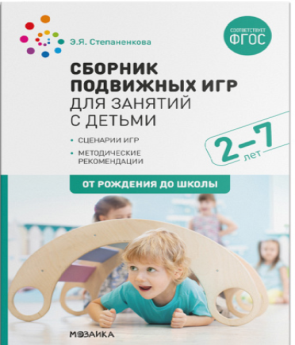 Э.Я. Степаненкова
СООТВЕТСТВУЕТ
ФГОС
СБОРНИК
ПОДВИЖНЫХ ИГР
ДЛЯ ЗАНЯТИЙ
С ДЕТЬМИ
• СЦЕНАРИИ ИГР
• МЕТОДИЧЕСКИЕ
РЕКОМЕНДАЦИИ
2–7
лет
ОТ РОЖДЕНИЯ ДО ШКОЛЫ
МОЗАИКА